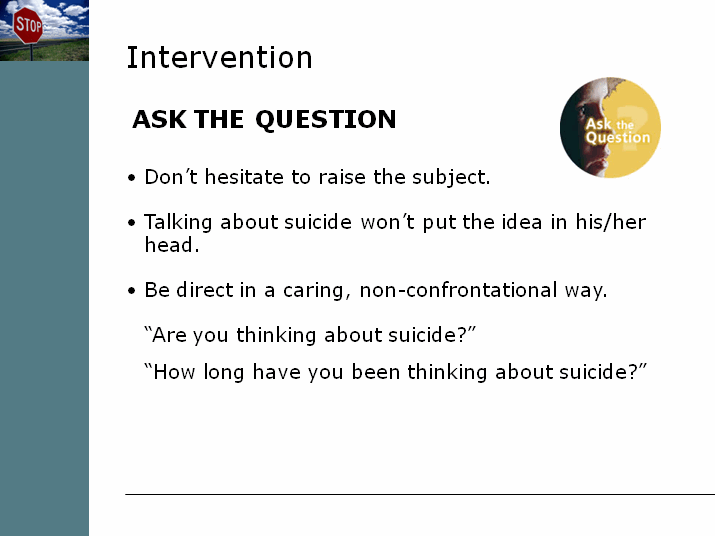 STOP
Intervention
ASK THE QUESTION
Ask the
Question
• Don’t hesitate to raise the subject.
• Talking about suicide won’t put the idea in his/her
head.
• Be direct in a caring, non-confrontational way.
“Are you thinking about suicide?”
“How long have you been thinking about suicide?”